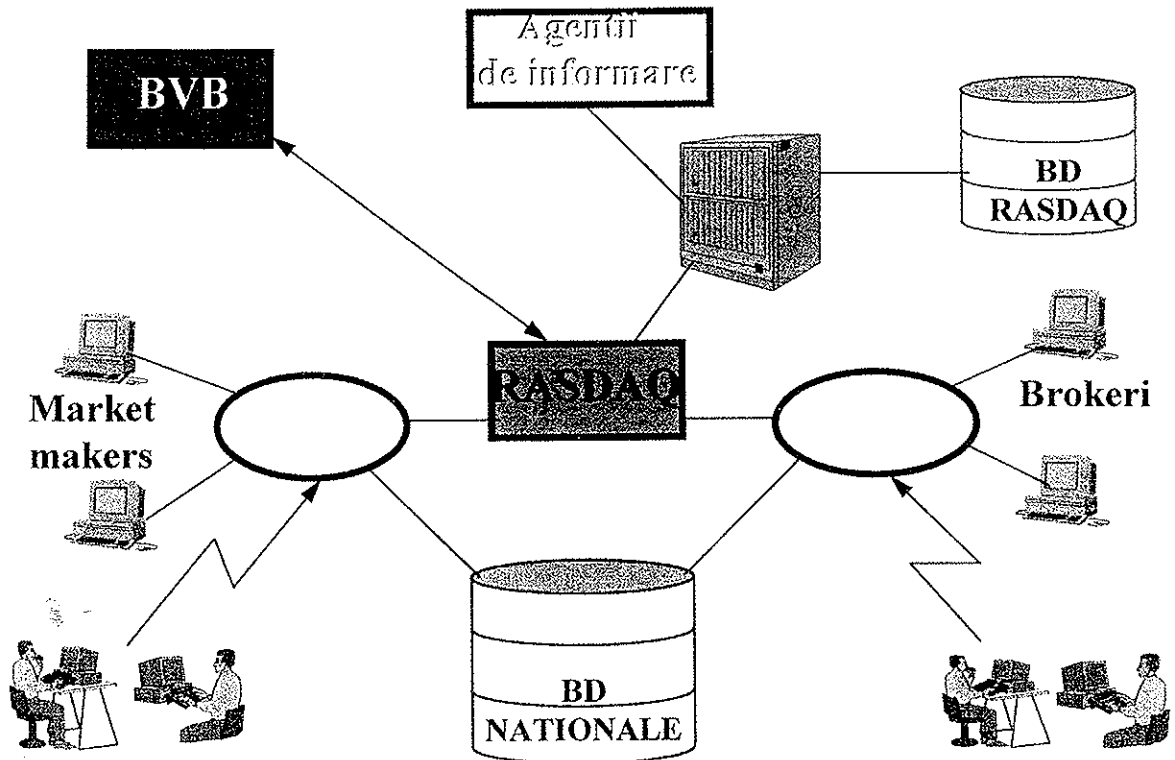 Agentii
de informare
BVB
BD
RASDAQ
RASDAQ
Market
makers
Brokeri
BD
NATIONALE